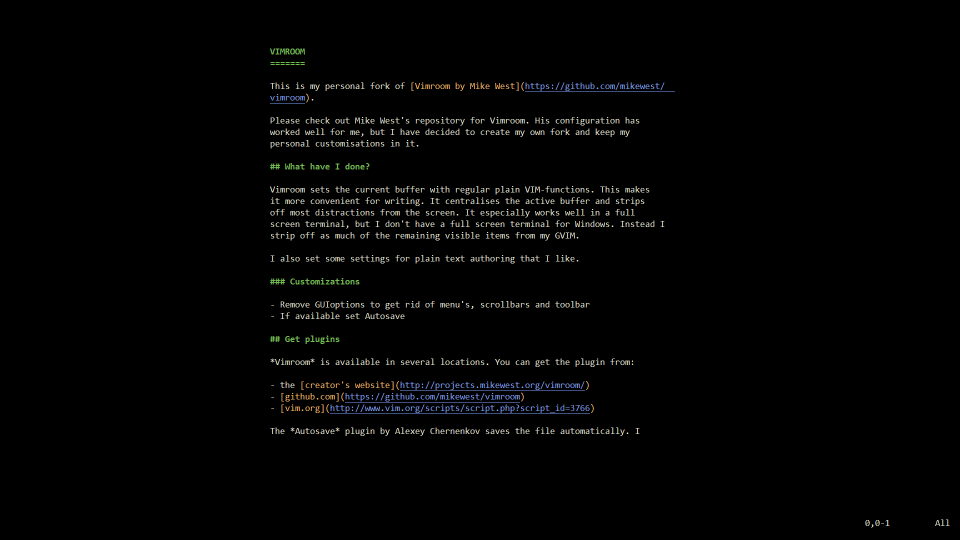 VIMROOM
=======
This is my personal fork of [Vimroom by Mike West](https://github.com/mikewest/
vimroom).
Please check out Mike West's repository for Vimroom. His configuration has
worked well for me, but I have decided to create my own fork and keep my
personal customisations in it.
## What have I done?
Vimroom sets the current buffer with regular plain VIM-functions. This makes
it more convenient for writing. It centralises the active buffer and strips
off most distractions from the screen. It especially works well in a full
screen terminal, but I don't have a full screen terminal for Windows. Instead I
strip off as much of the remaining visible items from my GVIM.
I also set some settings for plain text authoring that I like.
### Customizations
- Remove GUIoptions to get rid of menu's, scrollbars and toolbar
- If available set Autosave
## Get plugins
*Vimroom* is available in several locations. You can get the plugin from:
- the [creator's website](http://projects.mikewest.org/vimroom/)
- [github.com](https://github.com/mikewest/vimroom)
- [vim.org](http://www.vim.org/scripts/script.php?script_id=3766)
The *Autosave* plugin by Alexey Chernenkov saves the file automatically. I
0,0-1 All